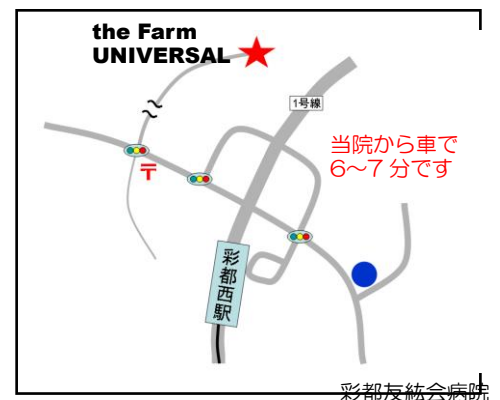 the Farm
UNIVERSAL
1号線
当院から車で
6～7分です
〒
彩都西駅
彩都友紘会病院